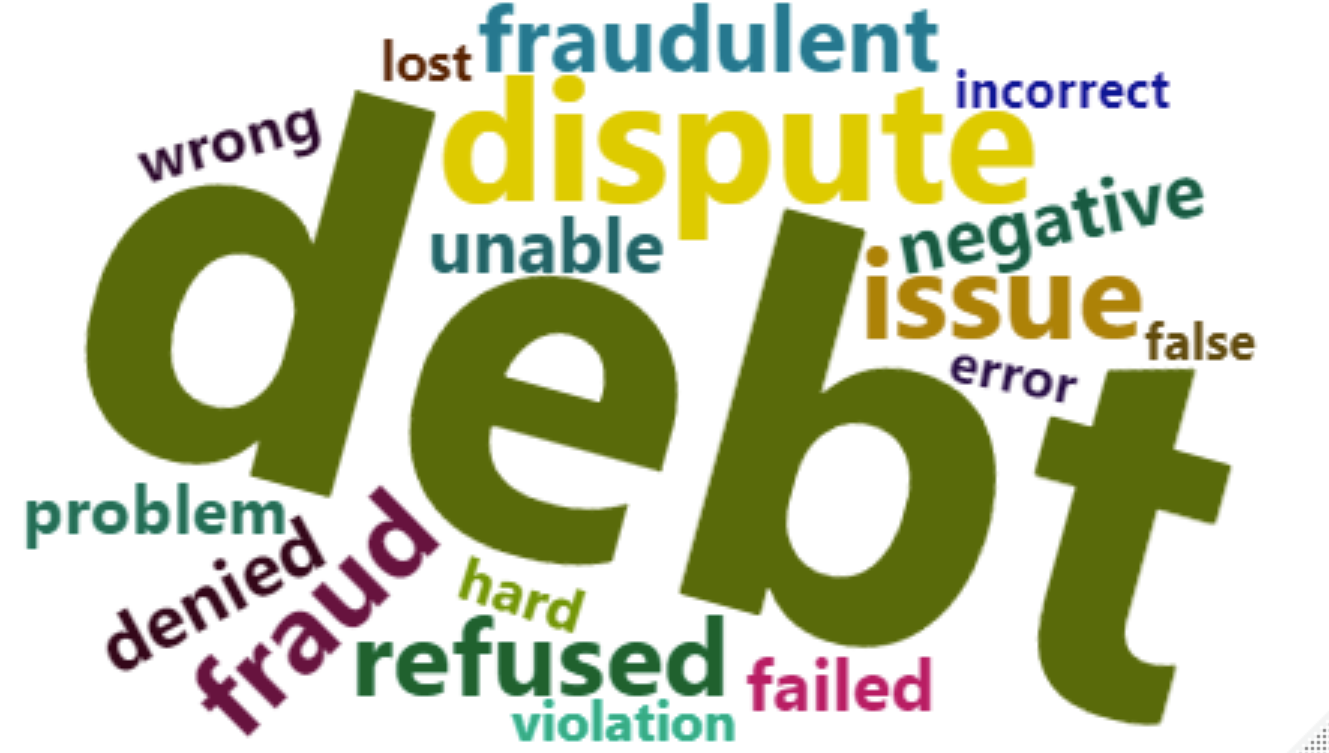 fraudulent
lost
incorrect
dispute
wrong
negative
unable
issue
false
error
debt
problem
denied
fraud
hard
refused
failed
violation